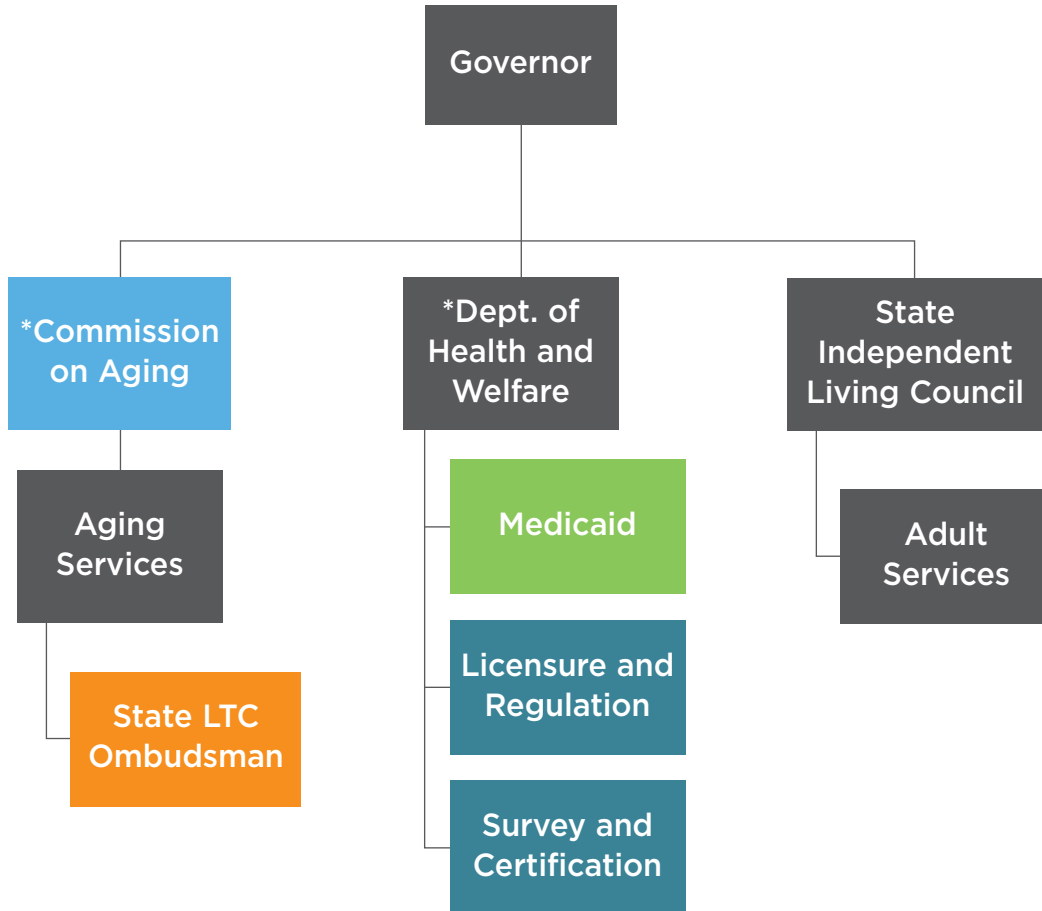 Governor
*Commission
on Aging
*Dept. of
Health and
Welfare
State
Independent
Living Council
Aging
Services
Medicaid
Adult
Services
State LTC
Ombudsman
Licensure and
Regulation
Survey and
Certification